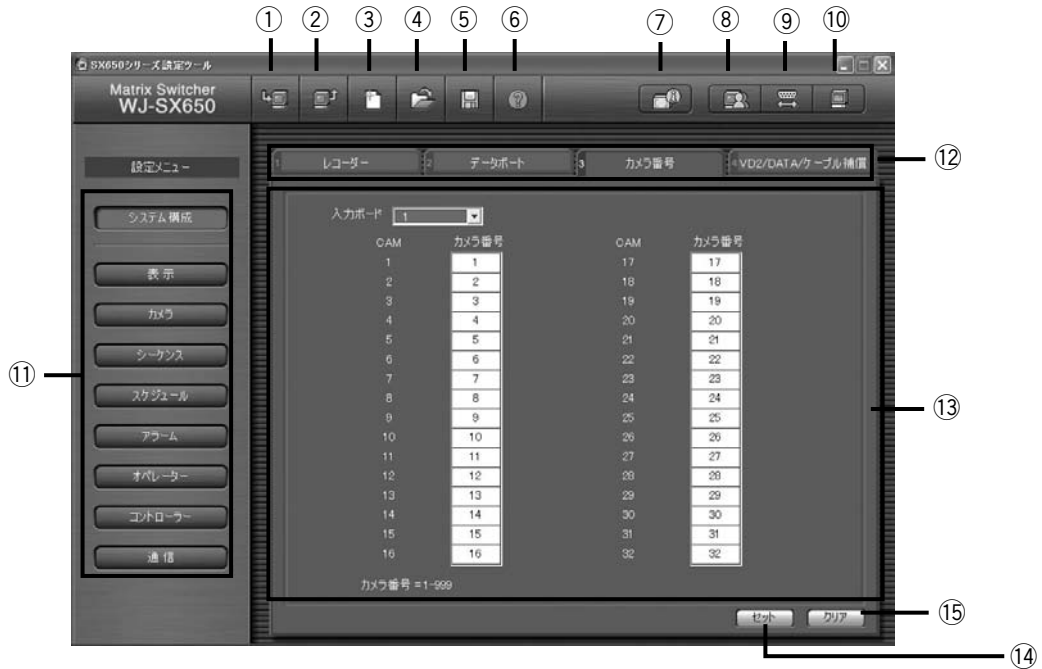 ① ② ③ ④ ⑤ ⑥ ⑦ ⑧ ⑨ ⑩
SX650シリーズ設定ツール
Matrix Switcher
WJ-SX650
設定メニュー
1 レコーダー 2 データポート 3 カメラ番号 4 VD2/DATA/ケーブル補償
⑫
システム構成
表示
カメラ
シーケンス
スケジュール
アラーム
オペレーター
コントローラー
通信
⑪
入力ボード 1
CAM カメラ番号 CAM カメラ番号
1 1 17 17
2 2 18 18
3 3 19 19
4 4 20 20
5 5 21 21
6 6 22 22
7 7 23 23
8 8 24 24
9 9 25 25
10 10 26 26
11 11 27 27
12 12 28 28
13 13 29 29
14 14 30 30
15 15 31 31
16 16 32 32
カメラ番号 =1-999
⑬
セット クリア
⑮
⑭